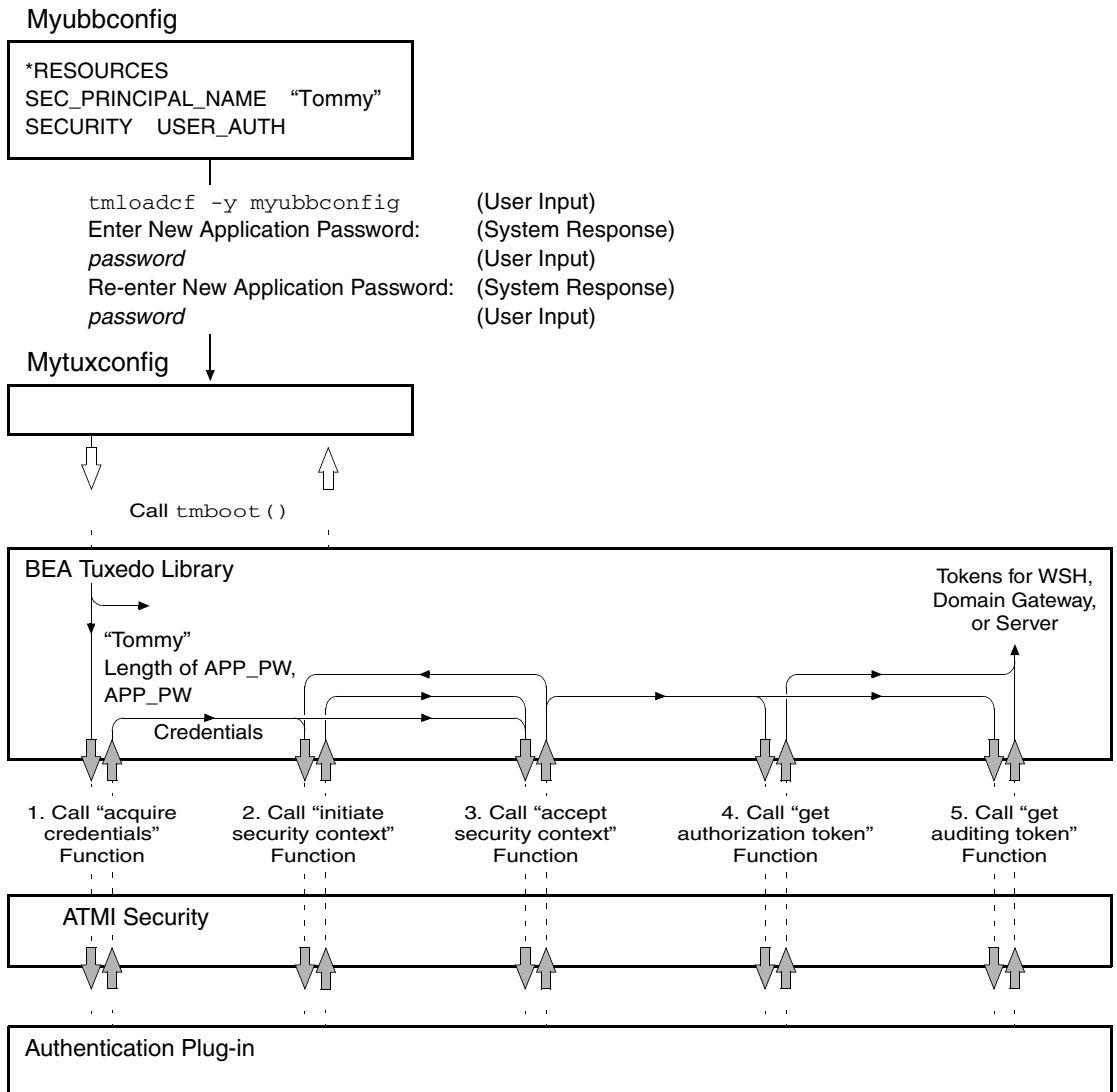 Myubbconfig
*RESOURCES
SEC_PRINCIPAL_NAME “Tommy”
SECURITY USER_AUTH
tmloadcf -y myubbconfig (User Input)
Enter New Application Password: (System Response)
password (User Input)
Re-enter New Application Password: (System Response)
password (User Input)
Mytuxconfig
Call tmboot()
BEA Tuxedo Library
Tokens for WSH,
Domain Gateway,
or Server
“Tommy”
Length of APP_PW,
APP_PW
Credentials
1. Call “acquire
credentials”
Function
2. Call “initiate
security context”
Function
3. Call “accept
security context”
Function
4. Call “get
authorization token”
Function
5. Call “get
auditing token”
Function
ATMI Security
Authentication Plug-in